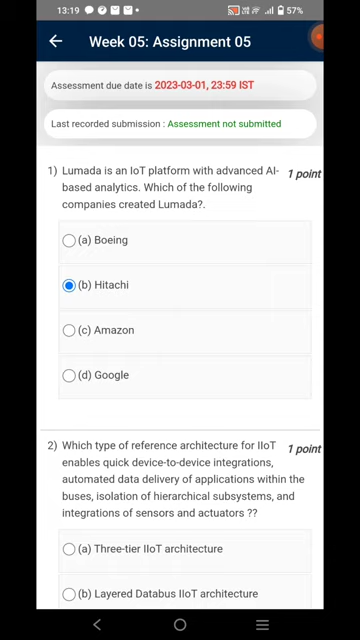 13:19
57%
Week 05: Assignment 05
Assessment due date is 2023-03-01, 23:59 IST
Last recorded submission : Assessment not submitted
1) Lumada is an IoT platform with advanced AI- 1 point
based analytics. Which of the following
companies created Lumada?.
(a) Boeing
(b) Hitachi
(c) Amazon
(d) Google
2) Which type of reference architecture for IIoT 1 point
enables quick device-to-device integrations,
automated data delivery of applications within the
buses, isolation of hierarchical subsystems, and
integrations of sensors and actuators ??
(a) Three-tier IIoT architecture
(b) Layered Databus IIoT architecture